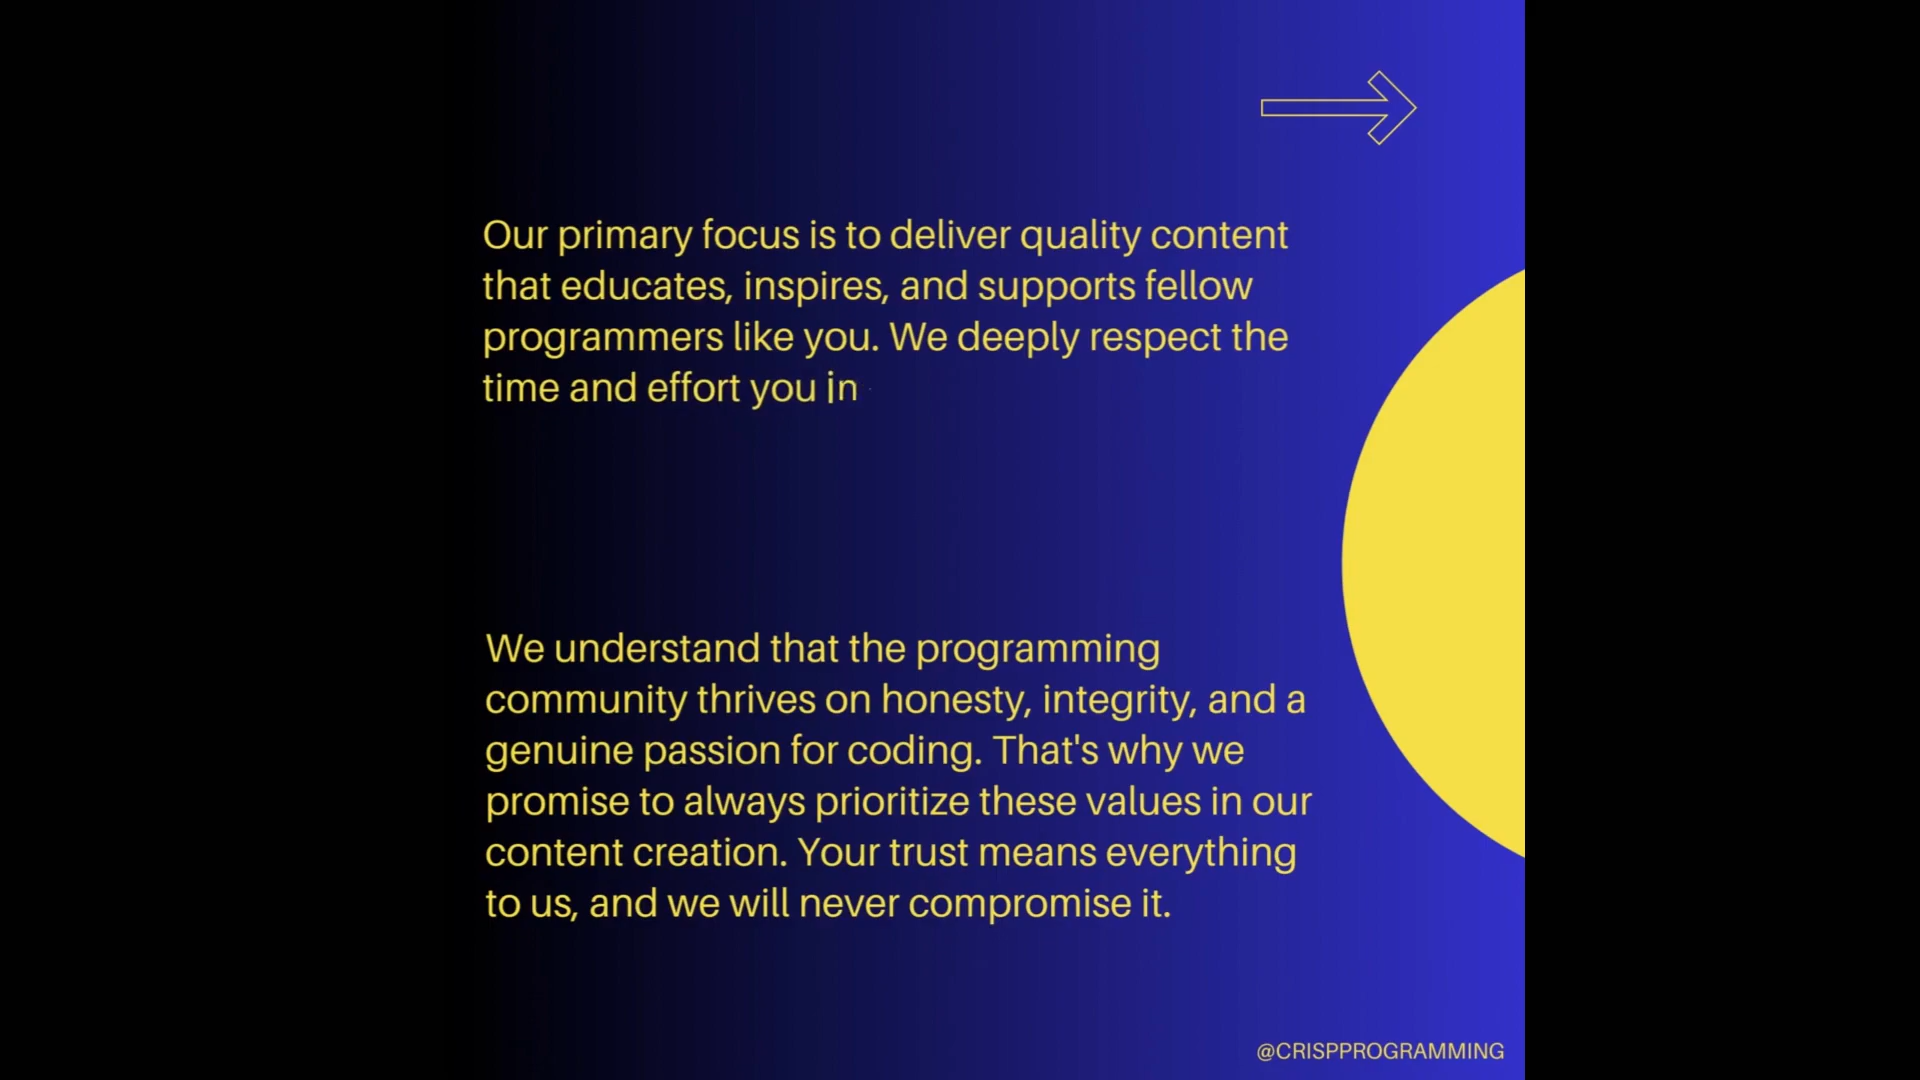 Our primary focus is to deliver quality content
that educates, inspires, and supports fellow
programmers like you. We deeply respect the
time and effort you in
We understand that the programming
community thrives on honesty, integrity, and a
genuine passion for coding. That's why we
promise to always prioritize these values in our
content creation. Your trust means everything
to us, and we will never compromise it.
@CRISPPROGRAMMING